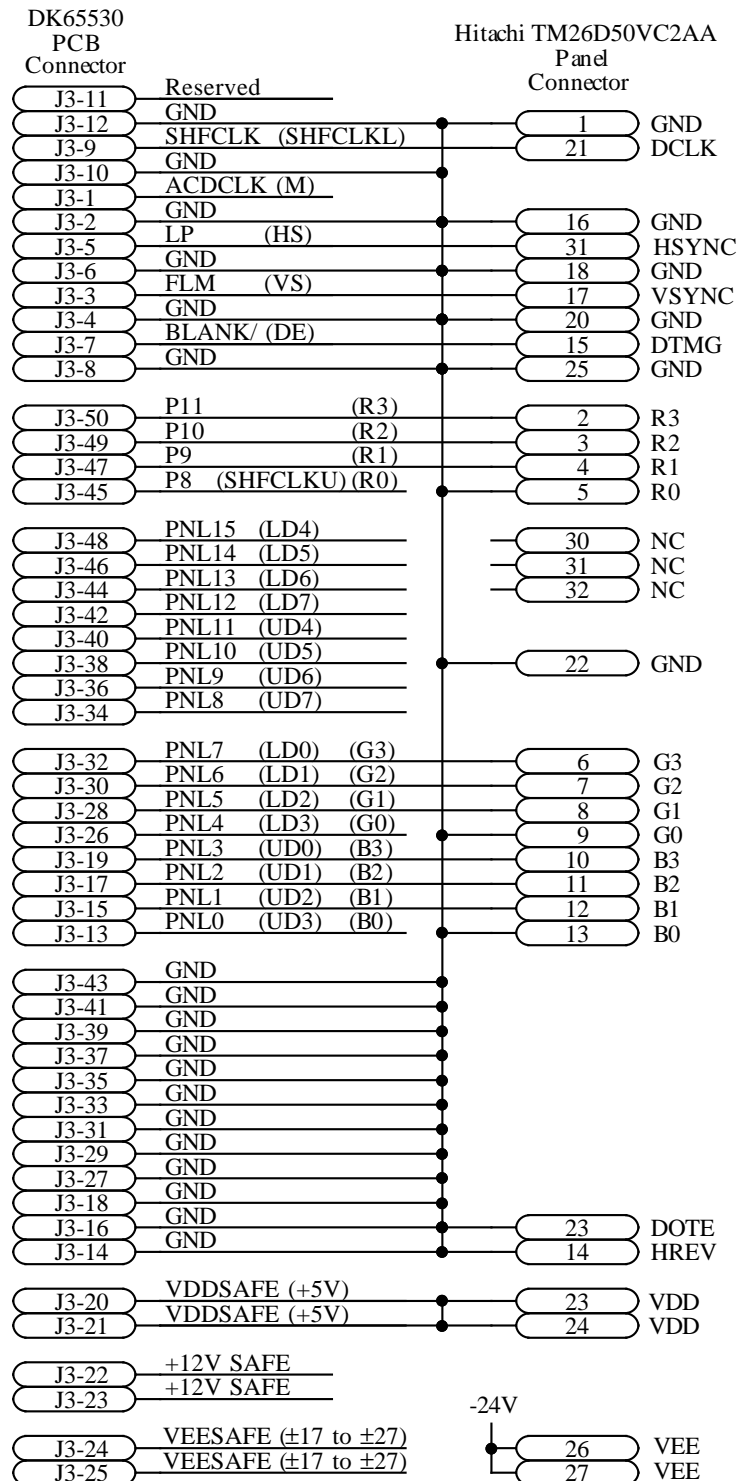 DK65530
PCB
Connector
Hitachi TM26D50VC2AA
Panel
Connector
J3-11 Reserved
J3-12 GND 1 GND
J3-9 SHFCLK (SHFCLKL) 21 DCLK
J3-10 GND
J3-1 ACDCLK (M)
J3-2 GND 16 GND
J3-5 LP (HS) 31 HSYNC
J3-6 GND 18 GND
J3-3 FLM (VS) 17 VSYNC
J3-4 GND 20 GND
J3-7 BLANK/ (DE) 15 DTMG
J3-8 GND 25 GND
J3-50 P11 (R3) 2 R3
J3-49 P10 (R2) 3 R2
J3-47 P9 (R1) 4 R1
J3-45 P8 (SHFCLKU) (R0) 5 R0
J3-48 PNL15 (LD4) 30 NC
J3-46 PNL14 (LD5) 31 NC
J3-44 PNL13 (LD6) 32 NC
J3-42 PNL12 (LD7)
J3-40 PNL11 (UD4)
J3-38 PNL10 (UD5) 22 GND
J3-36 PNL9 (UD6)
J3-34 PNL8 (UD7)
J3-32 PNL7 (LD0) (G3) 6 G3
J3-30 PNL6 (LD1) (G2) 7 G2
J3-28 PNL5 (LD2) (G1) 8 G1
J3-26 PNL4 (LD3) (G0) 9 G0
J3-19 PNL3 (UD0) (B3) 10 B3
J3-17 PNL2 (UD1) (B2) 11 B2
J3-15 PNL1 (UD2) (B1) 12 B1
J3-13 PNL0 (UD3) (B0) 13 B0
J3-43 GND
J3-41 GND
J3-39 GND
J3-37 GND
J3-35 GND
J3-33 GND
J3-31 GND
J3-29 GND
J3-27 GND
J3-18 GND
J3-16 GND 23 DOTE
J3-14 GND 14 HREV
J3-20 VDDSAFE (+5V) 23 VDD
J3-21 VDDSAFE (+5V) 24 VDD
J3-22 +12V SAFE
J3-23 +12V SAFE
-24V
J3-24 VEESAFE (±17 to ±27) 26 VEE
J3-25 VEESAFE (±17 to ±27) 27 VEE